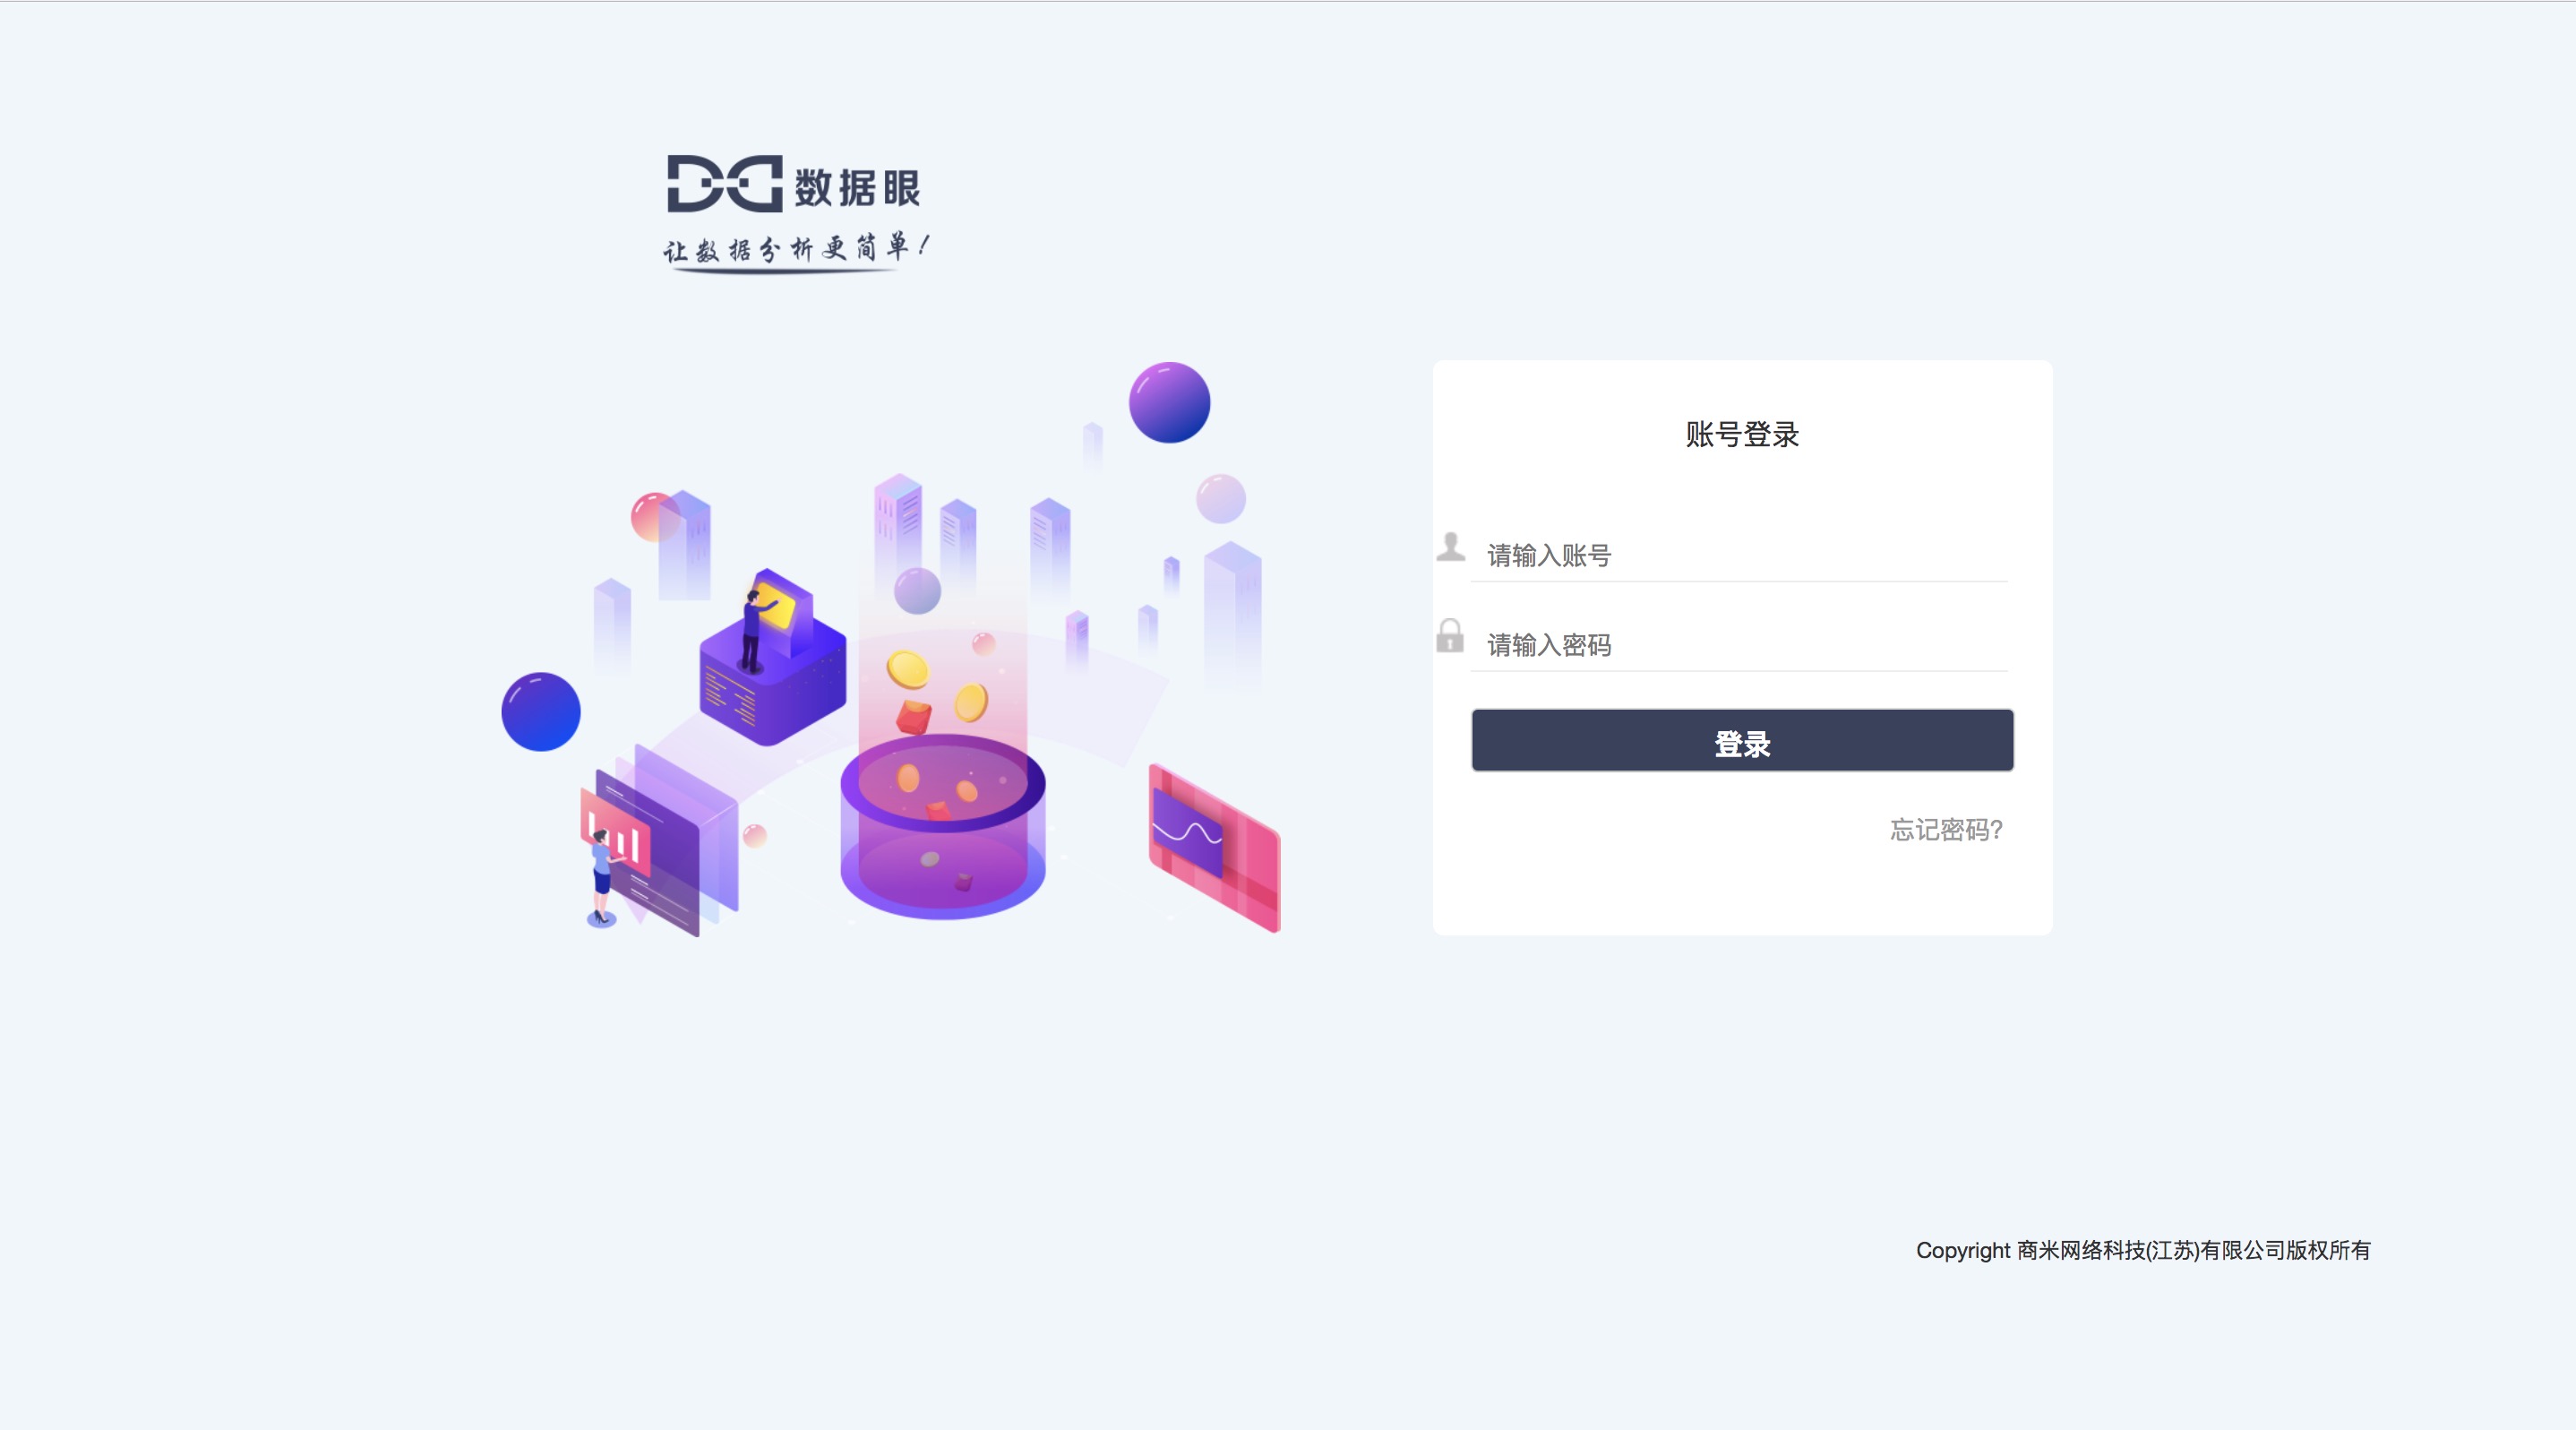 数据眼
让数据分析更简单！
账号登录
请输入账号
请输入密码
登录
忘记密码?
Copyright 商米网络科技(江苏)有限公司版权所有